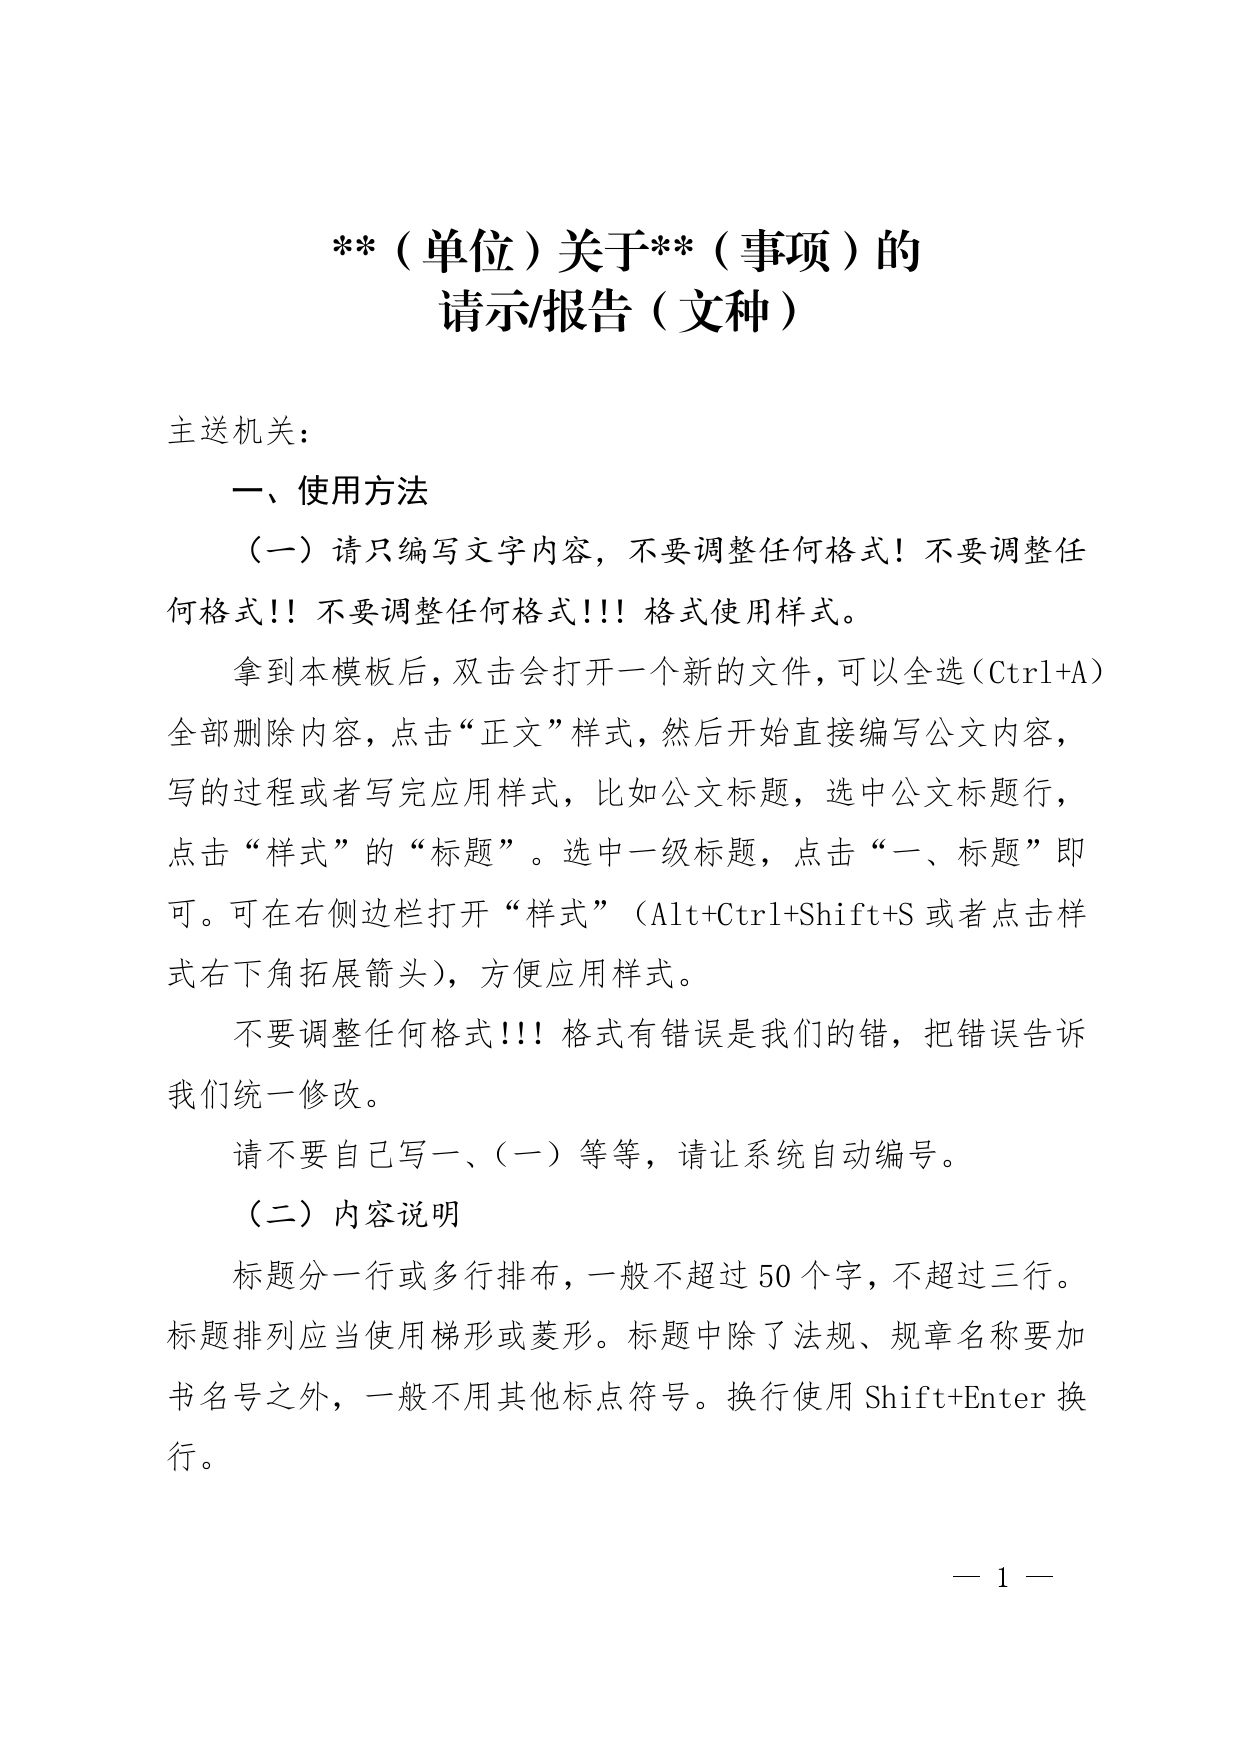 **（单位）关于**（事项）的
请示/报告（文种）
主送机关：
一、使用方法
（一）请只编写文字内容，不要调整任何格式！不要调整任
何格式！！不要调整任何格式！！！格式使用样式。
拿到本模板后，双击会打开一个新的文件，可以全选（Ctrl+A）
全部删除内容，点击“正文”样式，然后开始直接编写公文内容，
写的过程或者写完应用样式，比如公文标题，选中公文标题行，
点击“样式”的“标题”。选中一级标题，点击“一、标题”即
可。可在右侧边栏打开“样式”（Alt+Ctrl+Shift+S 或者点击样
式右下角拓展箭头），方便应用样式。
不要调整任何格式！！！格式有错误是我们的错，把错误告诉
我们统一修改。
请不要自己写一、（一）等等，请让系统自动编号。
（二）内容说明
标题分一行或多行排布，一般不超过 50 个字，不超过三行。
标题排列应当使用梯形或菱形。标题中除了法规、规章名称要加
书名号之外，一般不用其他标点符号。换行使用 Shift+Enter 换
行。
— 1 —